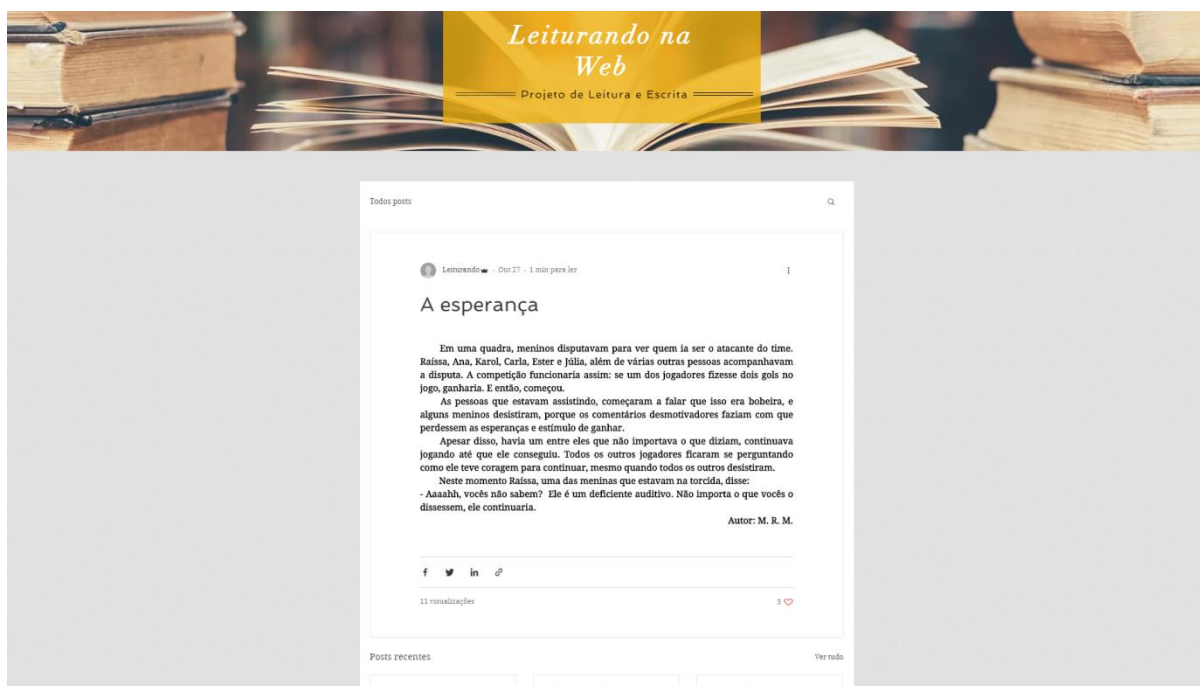 Leiturando na
Web
Projeto de Leitura e Escrita
Todos posts
Leiturando - Out 27 - 1 min para ler
A esperança
Em uma quadra, meninos disputavam para ver quem ia ser o atacante do time.
Raíssa, Ana, Karol, Carla, Ester e Júlia, além de várias outras pessoas acompanhavam
a disputa. A competição funcionaria assim: se um dos jogadores fizesse dois gols no
jogo, ganharia. E então, começou.
As pessoas que estavam assistindo, começaram a falar que isso era bobeira, e
alguns meninos desistiram, porque os comentários desmotivadores faziam com que
perdessem as esperanças e estímulo de ganhar.
Apesar disso, havia um entre eles que não importava o que diziam, continuava
jogando até que ele conseguiu. Todos os outros jogadores ficaram se perguntando
como ele teve coragem para continuar, mesmo quando todos os outros desistiram.
Neste momento Raíssa, uma das meninas que estavam na torcida, disse:
- Aaaahh, vocês não sabem? Ele é um deficiente auditivo. Não importa o que vocês o
dissessem, ele continuaria.
Autor: M. R. M.
11 visualizações
3
Posts recentes
Ver tudo